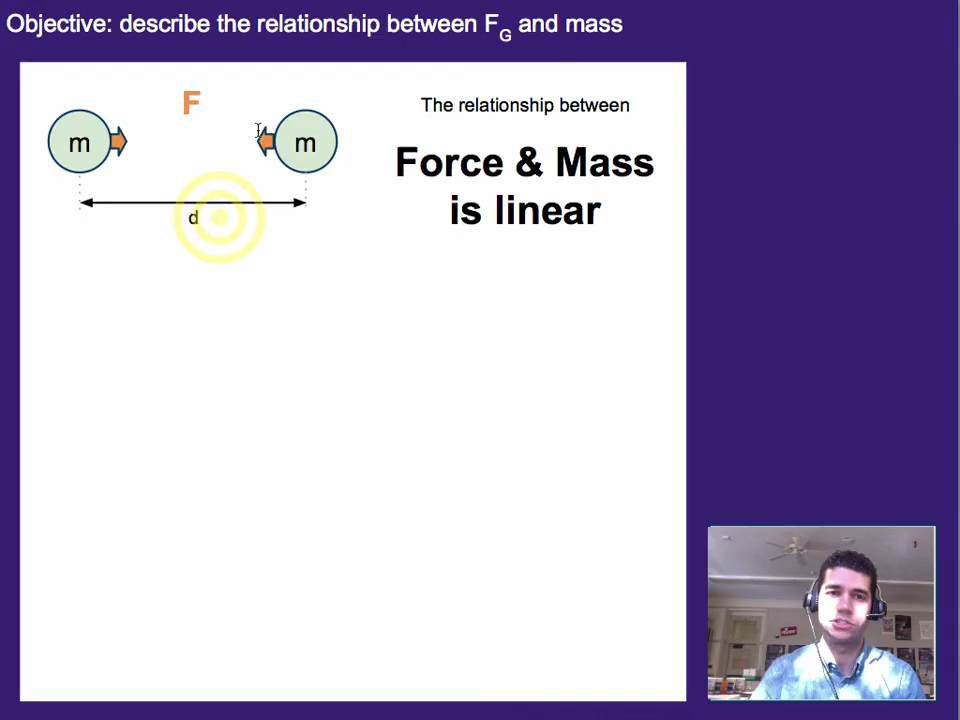 Objective: describe the relationship between FG and mass
F
m
m
d
The relationship between
Force & Mass
is linear